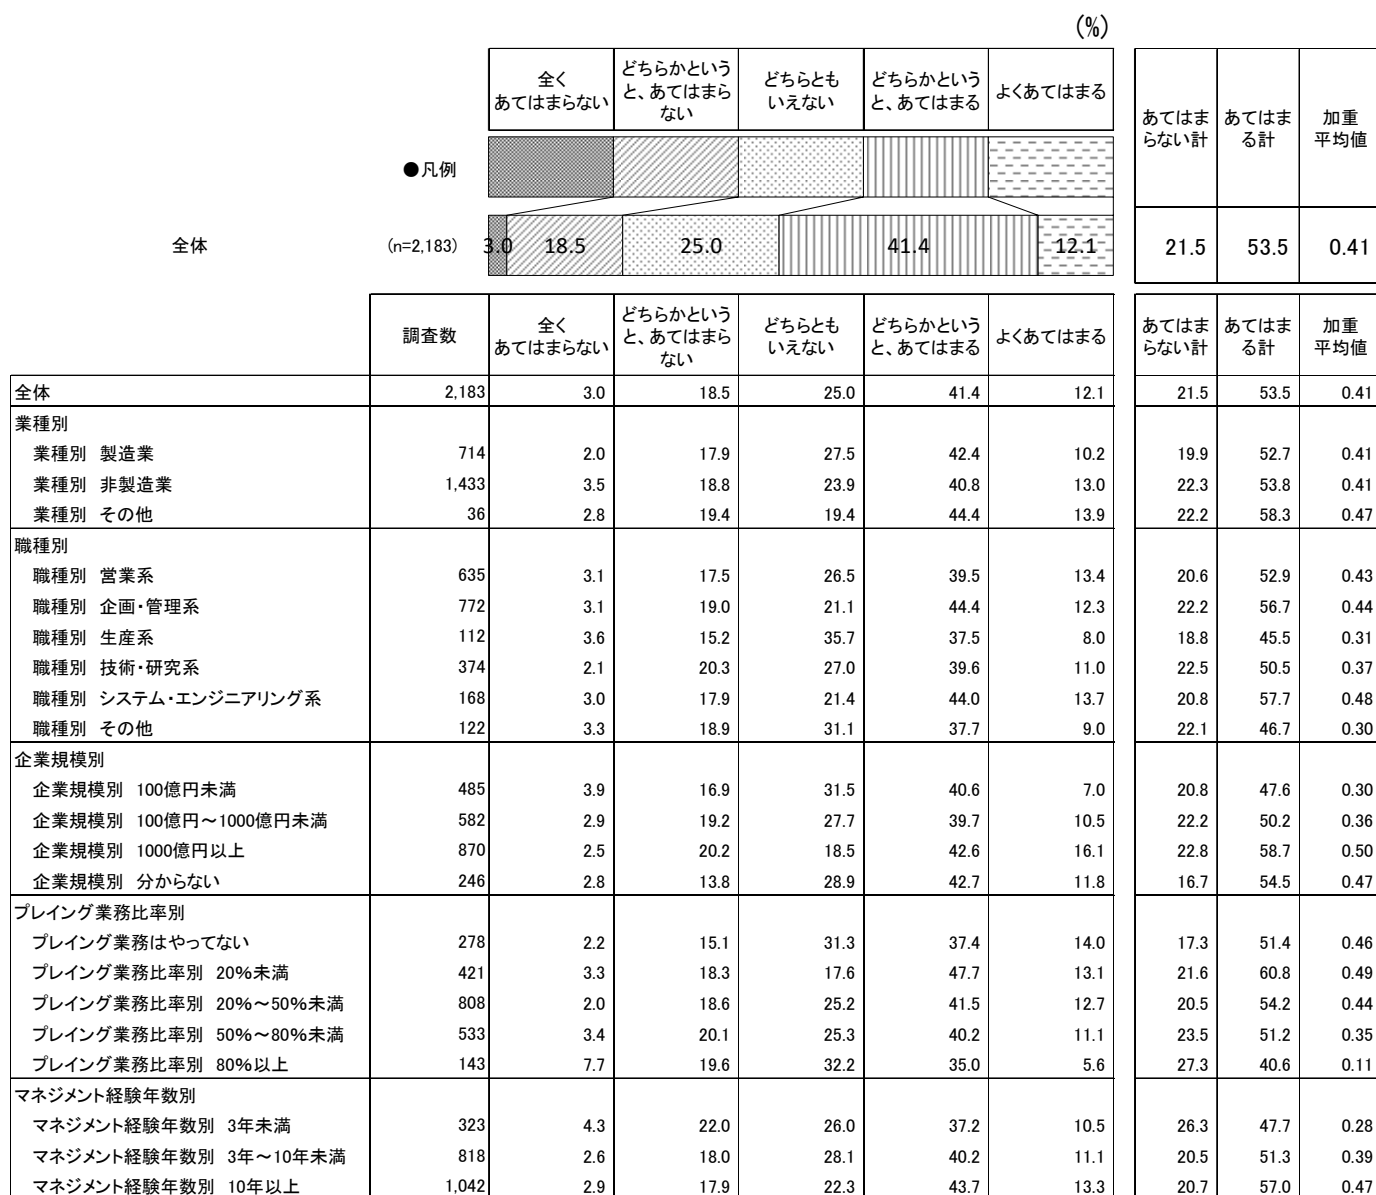 (%)
全く あてはまらない どちらかというと、あてはまらない どちらとも いえない どちらかというと、あてはまる よくあてはまる あてはまらない計 あてはまる計 加重 平均値
●凡例
全体 (n=2,183) 3.0 18.5 25.0 41.4 12.1 21.5 53.5 0.41
調査数 全く あてはまらない どちらかというと、あてはまらない どちらとも いえない どちらかというと、あてはまる よくあてはまる あてはまらない計 あてはまる計 加重 平均値
全体 2,183 3.0 18.5 25.0 41.4 12.1 21.5 53.5 0.41
業種別
業種別 製造業 714 2.0 17.9 27.5 42.4 10.2 19.9 52.7 0.41
業種別 非製造業 1,433 3.5 18.8 23.9 40.8 13.0 22.3 53.8 0.41
業種別 その他 36 2.8 19.4 19.4 44.4 13.9 22.2 58.3 0.47
職種別
職種別 営業系 635 3.1 17.5 26.5 39.5 13.4 20.6 52.9 0.43
職種別 企画・管理系 772 3.1 19.0 21.1 44.4 12.3 22.2 56.7 0.44
職種別 生産系 112 3.6 15.2 35.7 37.5 8.0 18.8 45.5 0.31
職種別 技術・研究系 374 2.1 20.3 27.0 39.6 11.0 22.5 50.5 0.37
職種別 システム・エンジニアリング系 168 3.0 17.9 21.4 44.0 13.7 20.8 57.7 0.48
職種別 その他 122 3.3 18.9 31.1 37.7 9.0 22.1 46.7 0.30
企業規模別
企業規模別 100億円未満 485 3.9 16.9 31.5 40.6 7.0 20.8 47.6 0.30
企業規模別 100億円～1000億円未満 582 2.9 19.2 27.7 39.7 10.5 22.2 50.2 0.36
企業規模別 1000億円以上 870 2.5 20.2 18.5 42.6 16.1 22.8 58.7 0.50
企業規模別 分からない 246 2.8 13.8 28.9 42.7 11.8 16.7 54.5 0.47
プレイング業務比率別
プレイング業務はやってない 278 2.2 15.1 31.3 37.4 14.0 17.3 51.4 0.46
プレイング業務比率別 20%未満 421 3.3 18.3 17.6 47.7 13.1 21.6 60.8 0.49
プレイング業務比率別 20%～50%未満 808 2.0 18.6 25.2 41.5 12.7 20.5 54.2 0.44
プレイング業務比率別 50%～80%未満 533 3.4 20.1 25.3 40.2 11.1 23.5 51.2 0.35
プレイング業務比率別 80%以上 143 7.7 19.6 32.2 35.0 5.6 27.3 40.6 0.11
マネジメント経験年数別
マネジメント経験年数別 3年未満 323 4.3 22.0 26.0 37.2 10.5 26.3 47.7 0.28
マネジメント経験年数別 3年～10年未満 818 2.6 18.0 28.1 40.2 11.1 20.5 51.3 0.39
マネジメント経験年数別 10年以上 1,042 2.9 17.9 22.3 43.7 13.3 20.7 57.0 0.47